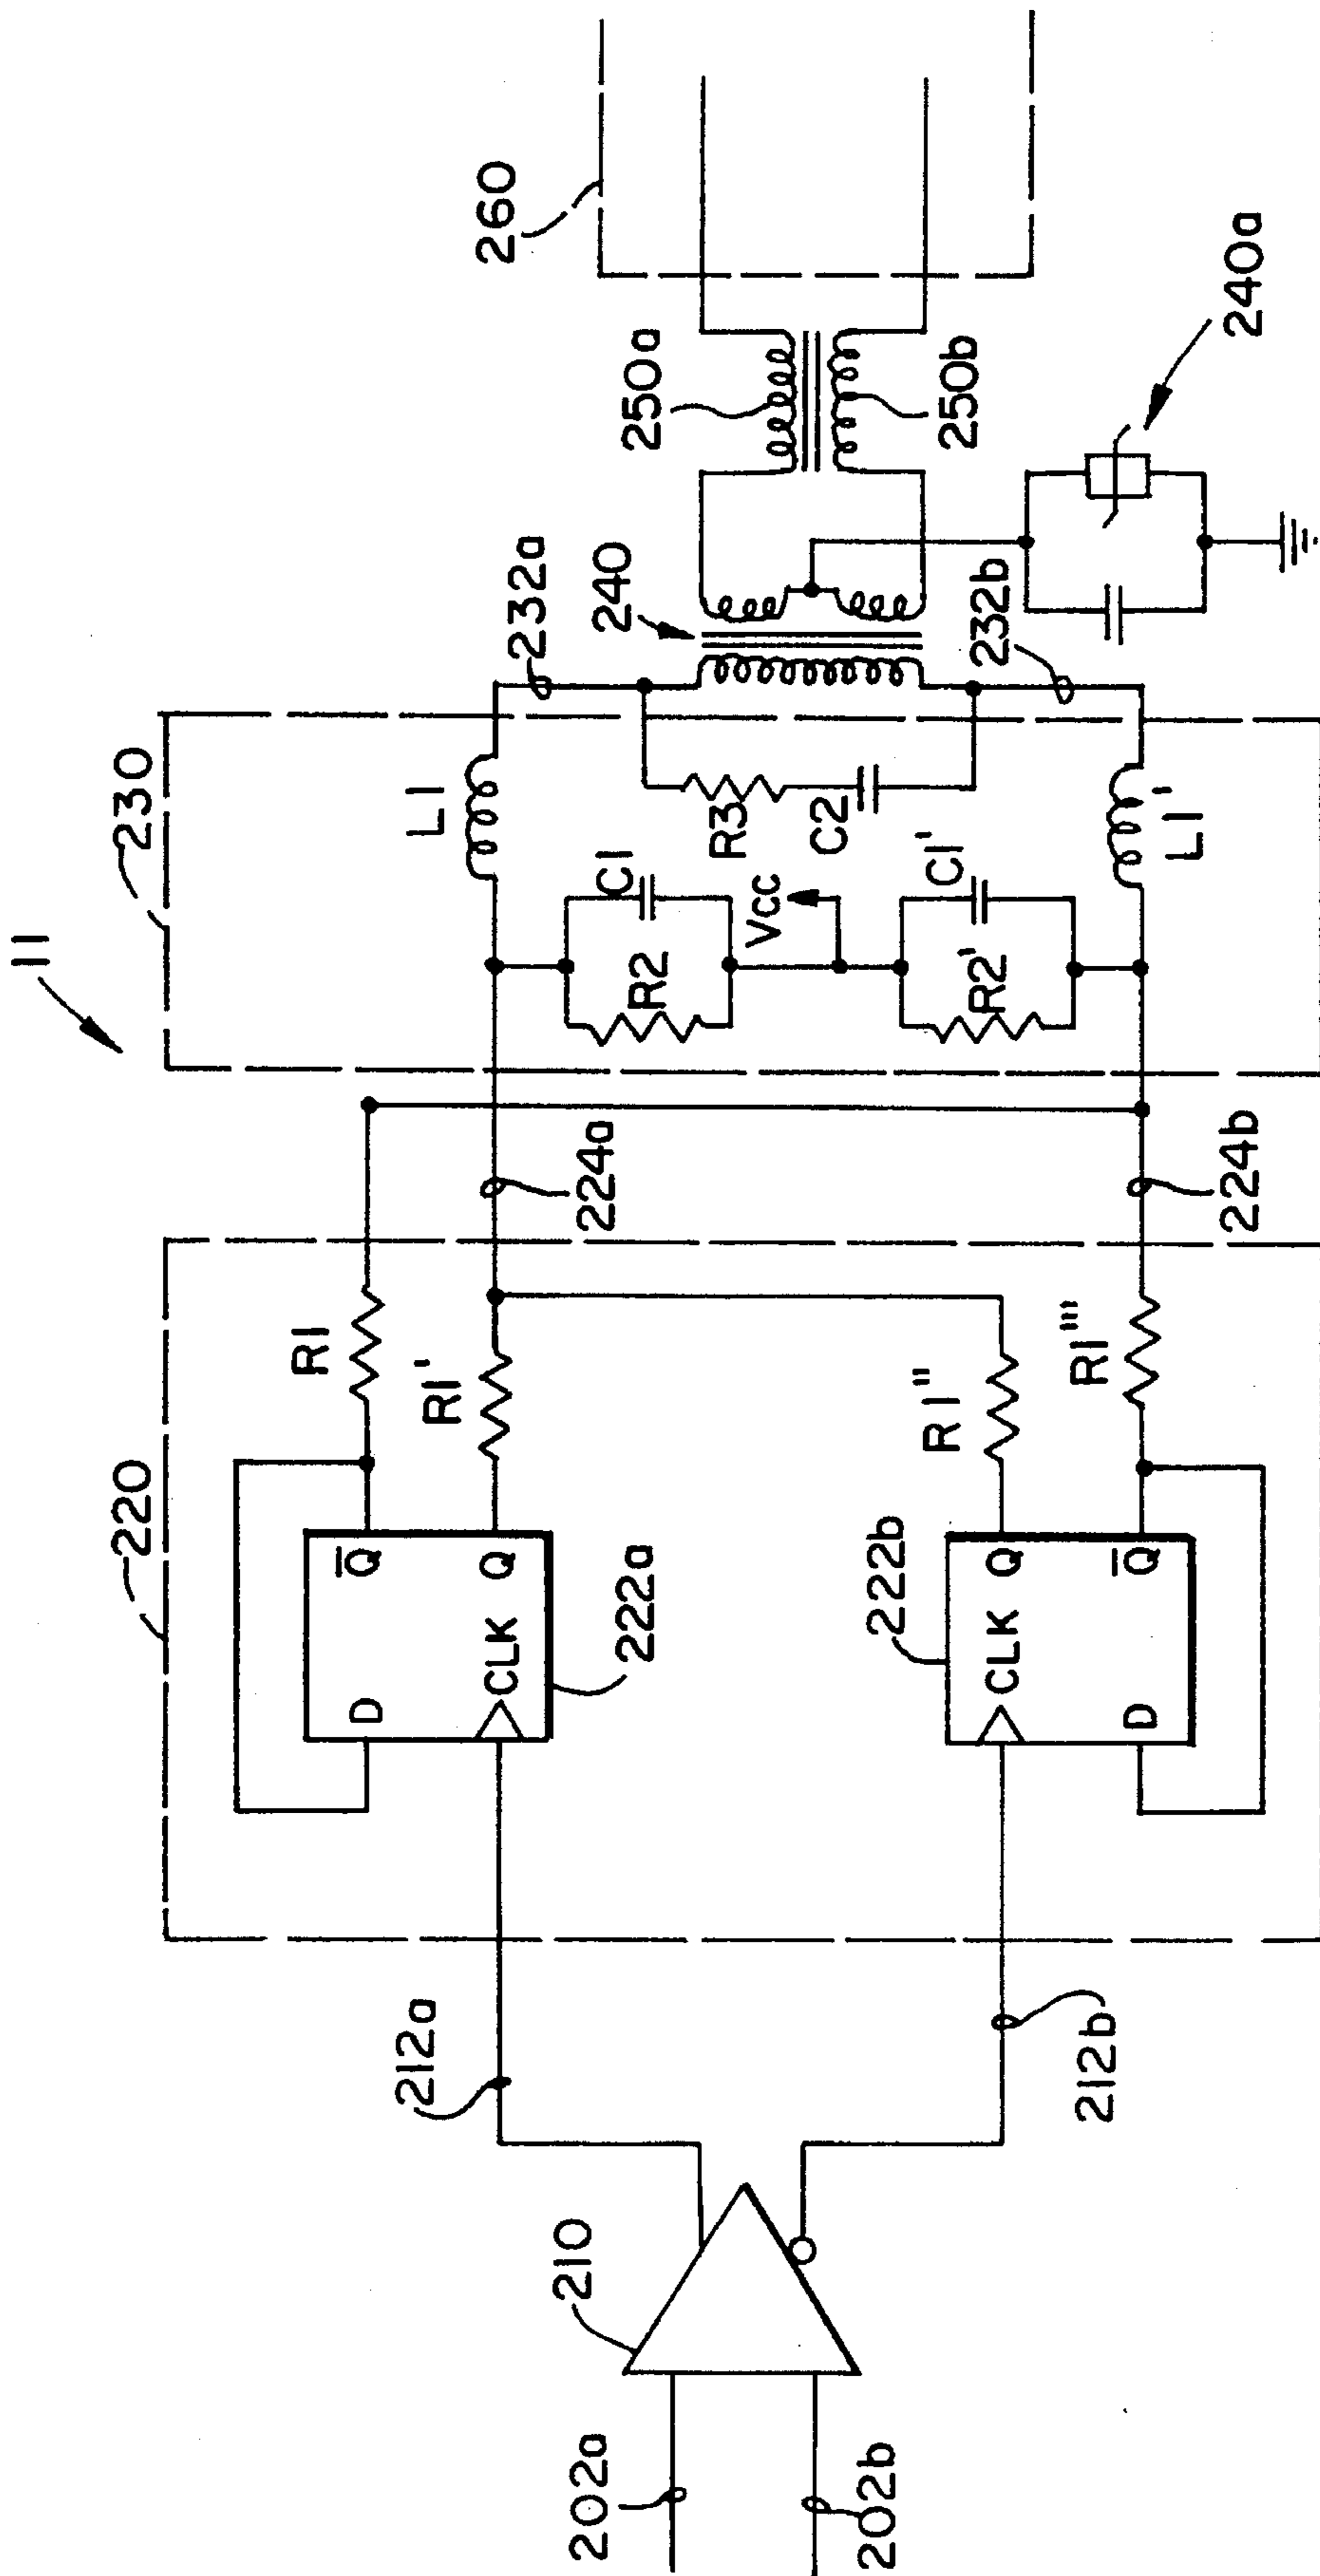 11
220
230
260
202a
202b
210
212a
212b
D
Q̅
CLK
Q
222a
222b
CLK
Q
D
Q̅
R1
R1'
R1"
R1'''
224a
224b
L1
R2
C1
Vcc
R2'
C1'
L1'
R3
C2
232a
232b
240
250a
250b
240a